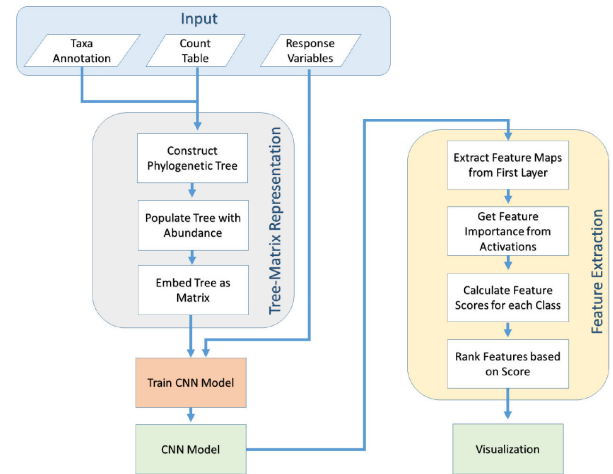 Input
Taxa
Annotation
Count
Table
Response
Variables
Construct
Phylogenetic Tree
Populate Tree with
Abundance
Embed Tree as
Matrix
Tree-Matrix Representation
Train CNN Model
CNN Model
Extract Feature Maps
from First Layer
Get Feature
Importance from
Activations
Calculate Feature
Scores for each Class
Rank Features based
on Score
Feature Extraction
Visualization